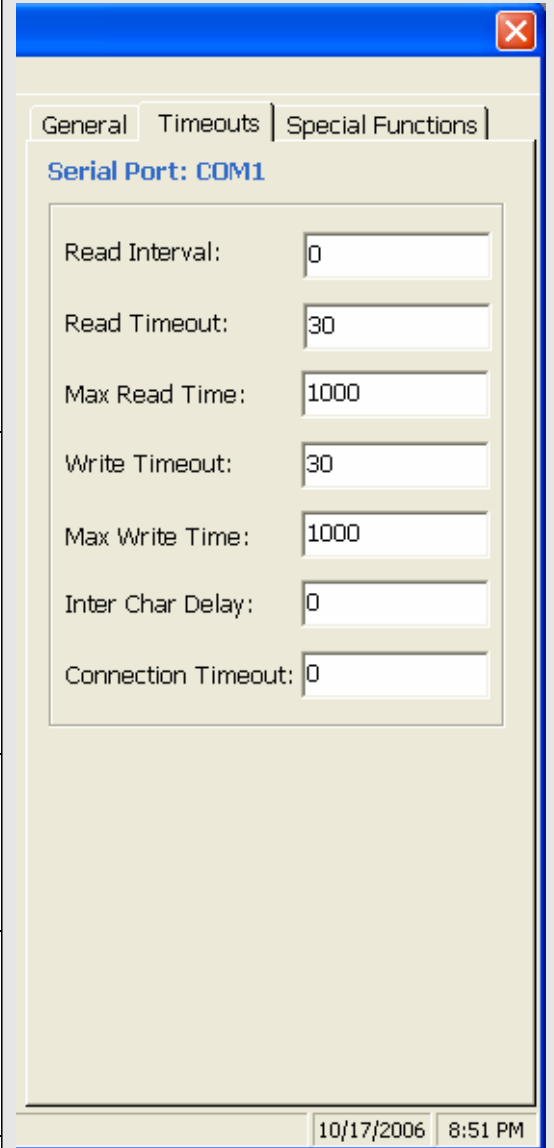 General Timeouts Special Functions
Serial Port: COM1
Read Interval: 0
Read Timeout: 30
Max Read Time: 1000
Write Timeout: 30
Max Write Time: 1000
Inter Char Delay: 0
Connection Timeout: 0
10/17/2006 8:51 PM